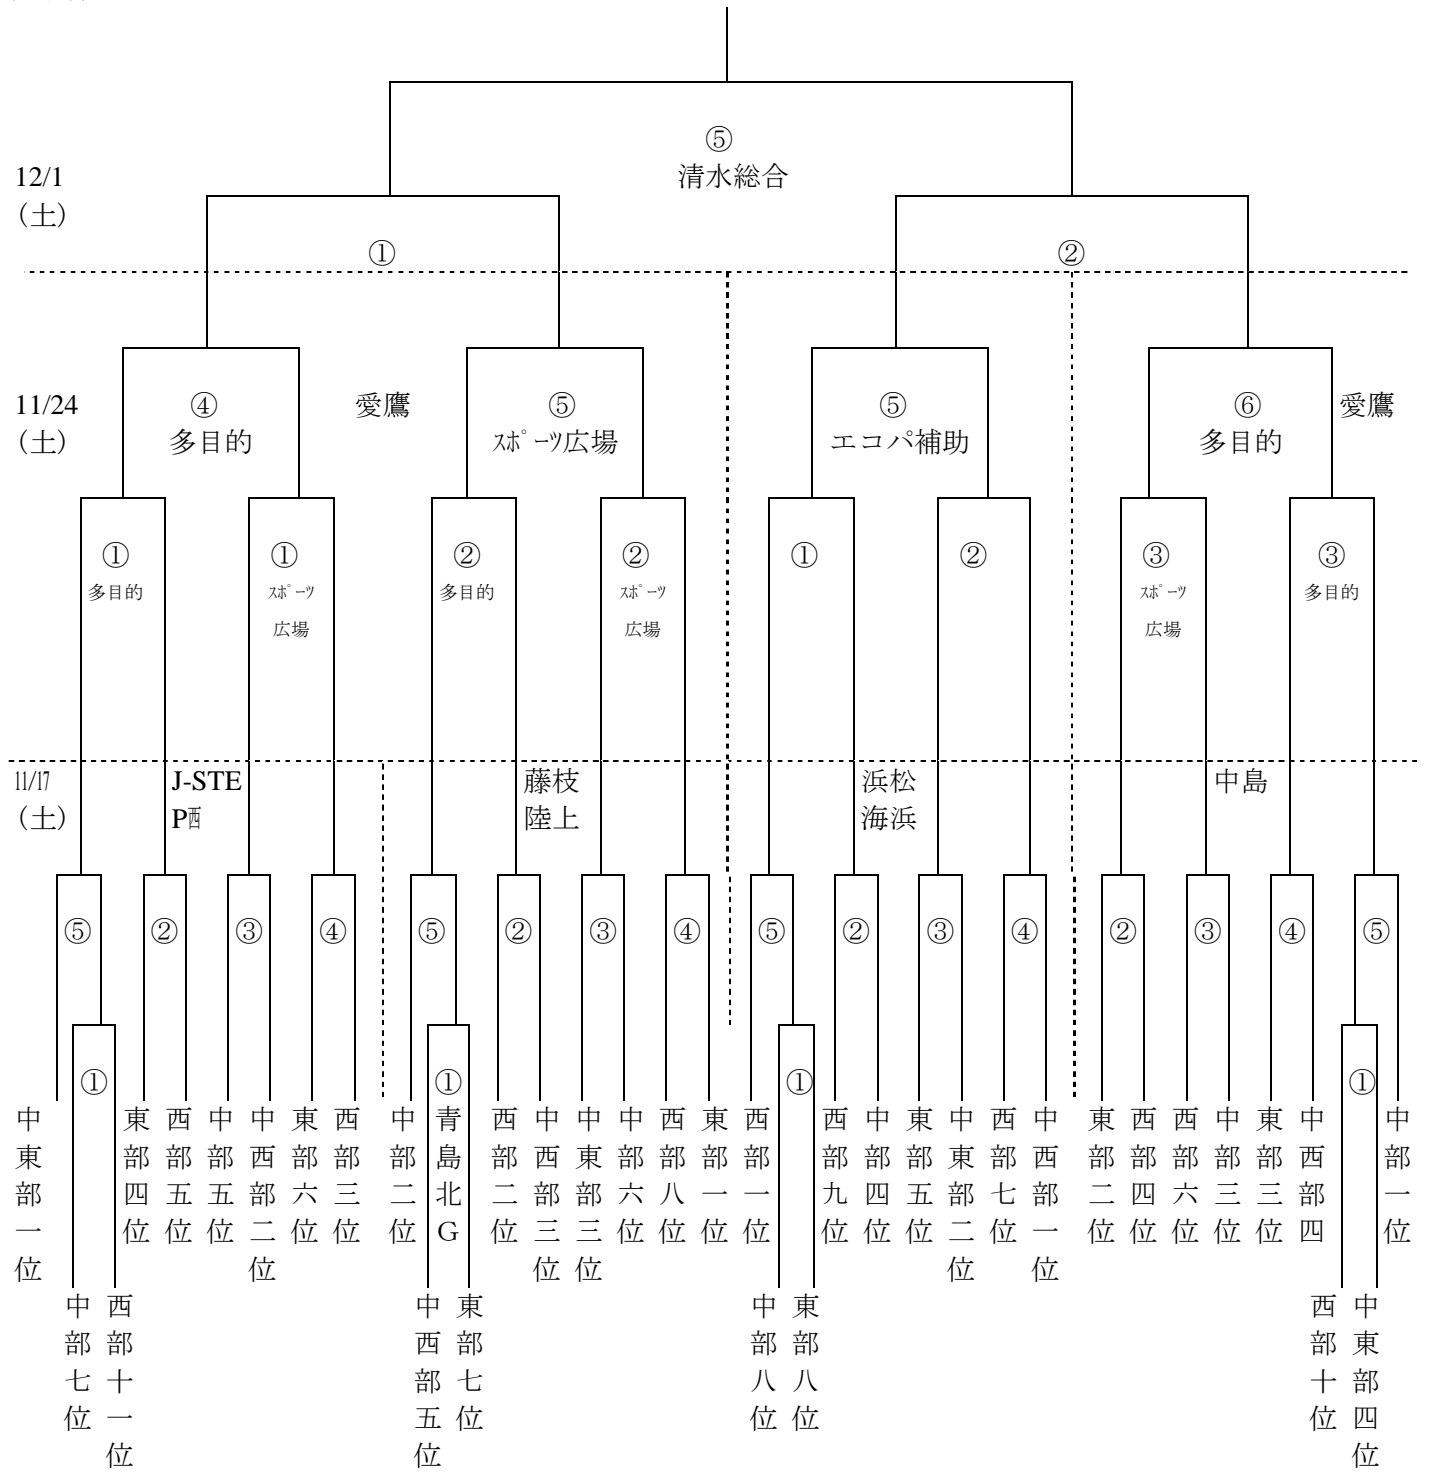 ⑤
清水総合
12/1
（土）
①
②
11/24
（土）
④
多目的
愛鷹
⑤
ｽﾎﾟｰﾂ広場
⑤
エコパ補助
⑥
多目的
愛鷹
①
多目的
①
ｽﾎﾟｰﾂ
広場
②
多目的
②
ｽﾎﾟｰﾂ
広場
①
②
③
ｽﾎﾟｰﾂ
広場
③
多目的
11/17
（土）
J-STE
P西
藤枝
陸上
浜松
海浜
中島
⑤
②
③
④
⑤
②
③
④
⑤
②
③
④
②
③
④
⑤
①
①
①
①
中東部一位
中部七位
西部十一位
東部四位
西部五位
中部五位
中西部二位
東部六位
西部三位
中部二位
青島北G
中西部五位
東部七位
西部二位
中西部三位
中東部三位
中部六位
西部八位
東部一位
西部一位
中部八位
東部八位
西部九位
中部四位
東部五位
中東部二位
西部七位
中西部一位
東部二位
西部四位
西部六位
中部三位
東部三位
中西部四
西部十位
中東部四位
中部一位